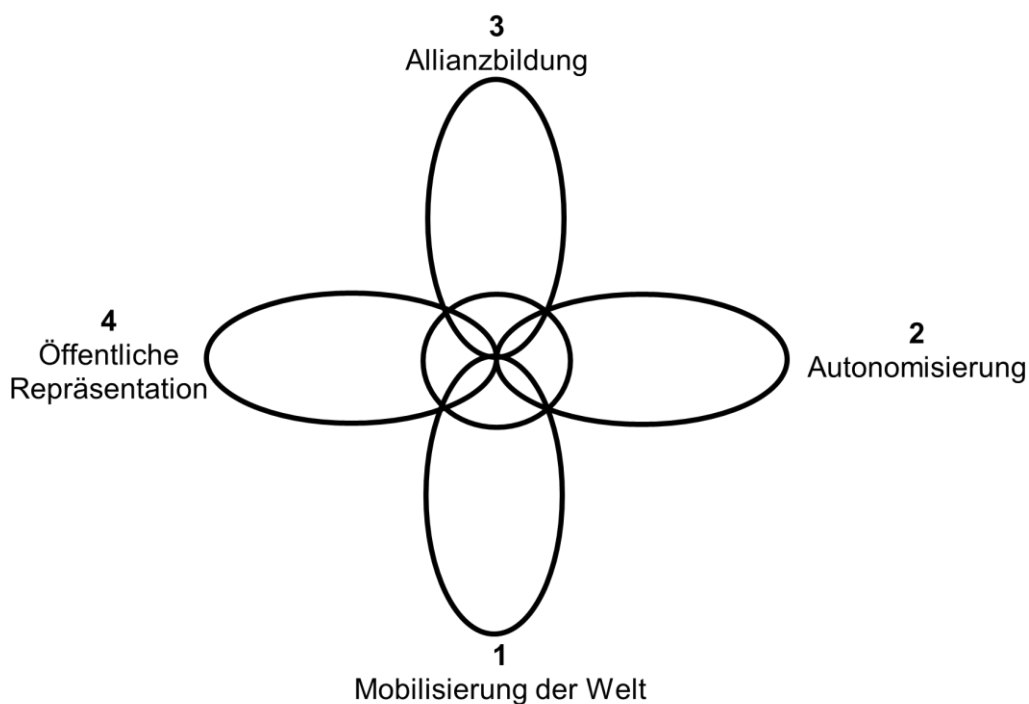 3
Allianzbildung
4
Öffentliche
Repräsentation
2
Autonomisierung
1
Mobilisierung der Welt